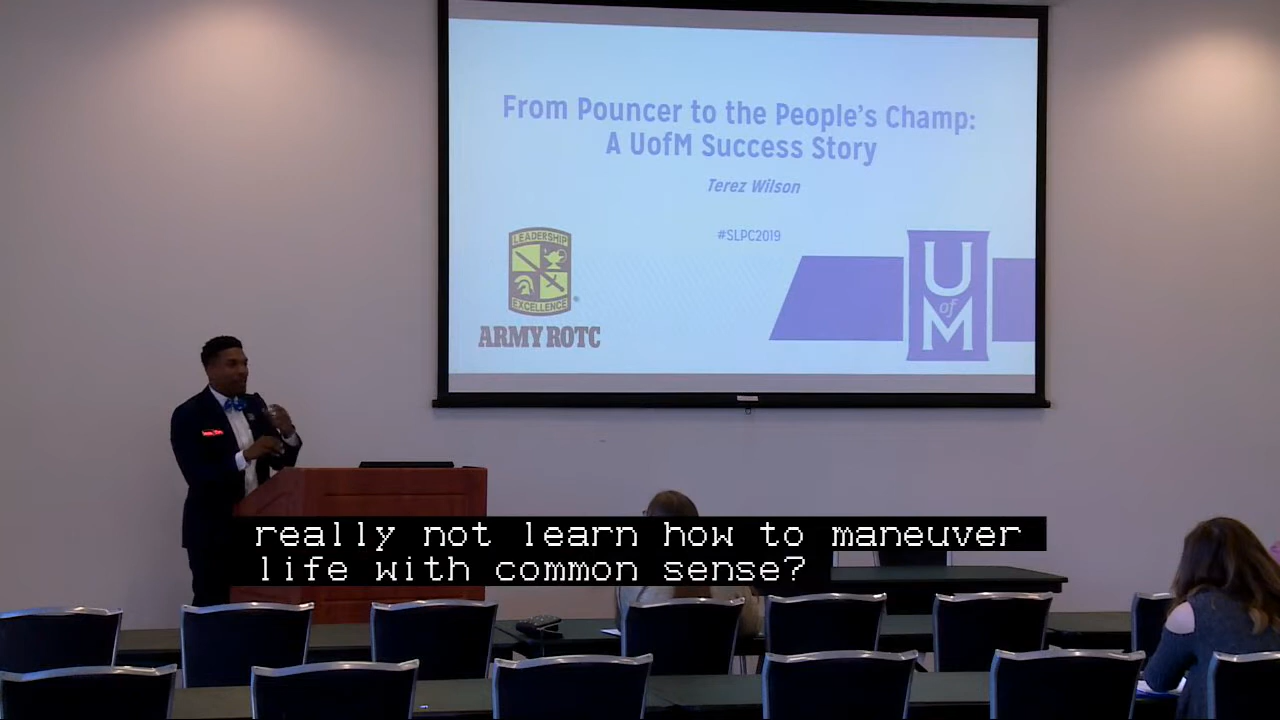 From Pouncer to the People's Champ:
A UofM Success Story
Terez Wilson
#SLPC2019
LEADERSHIP
EXCELLENCE
ARMY ROTC
U
of
M
really not learn how to maneuver
life with common sense?